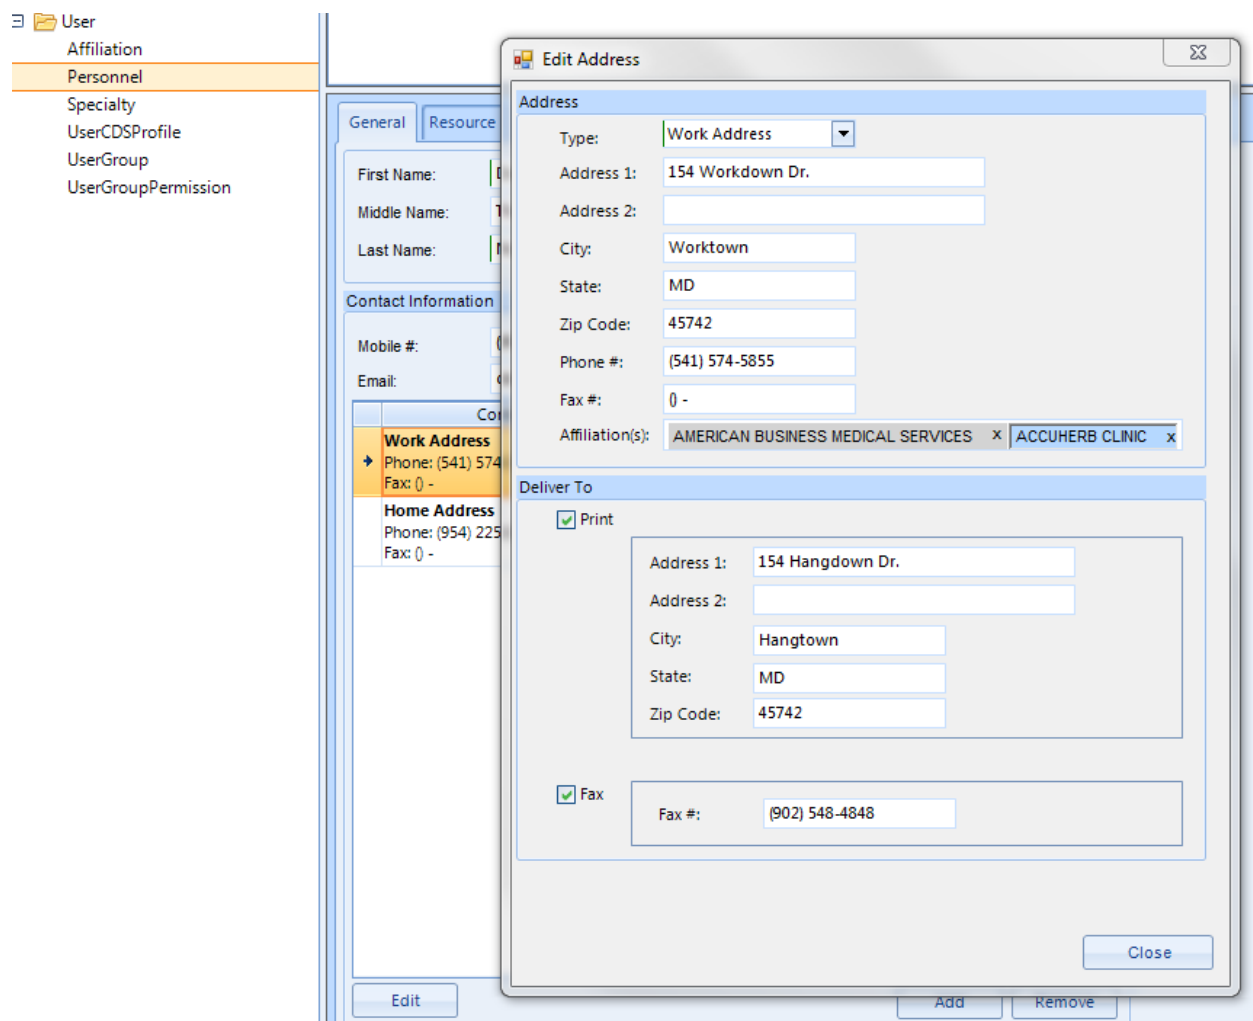 User
Affiliation
Personnel
Specialty
UserCDSProfile
UserGroup
UserGroupPermission
General
Resource
First Name:
Middle Name:
Last Name:
Contact Information
Mobile #:
Email:
Work Address
Phone: (541) 574
Fax: () -
Home Address
Phone: (954) 225
Fax: () -
Edit
Add
Remove
Edit Address
Address
Type: Work Address
Address 1: 154 Workdown Dr.
Address 2:
City: Worktown
State: MD
Zip Code: 45742
Phone #: (541) 574-5855
Fax #: () -
Affiliation(s): AMERICAN BUSINESS MEDICAL SERVICES x ACCUHERB CLINIC x
Deliver To
Print
Address 1: 154 Hangdown Dr.
Address 2:
City: Hangtown
State: MD
Zip Code: 45742
Fax
Fax #: (902) 548-4848
Close